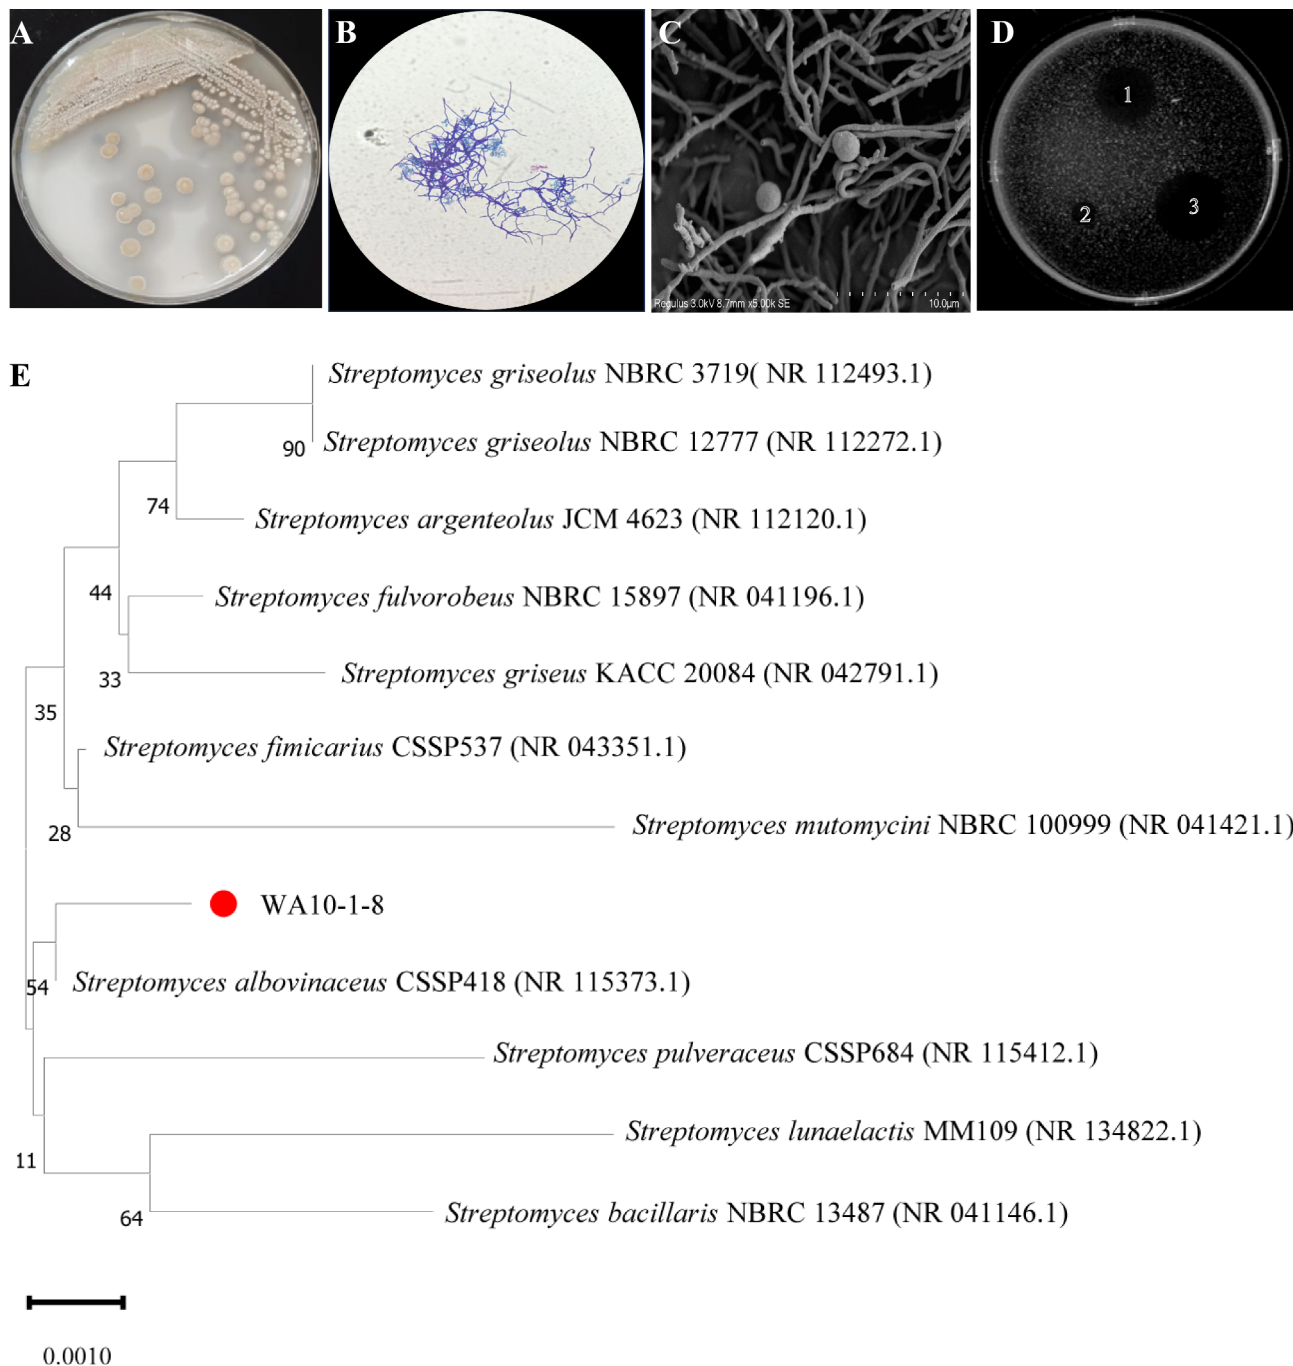 A
B
C
D
1
2
3
Regulus 3.0kV 8.7mm x5.00k SE
10.0µm
E
Streptomyces griseolus NBRC 3719( NR 112493.1)
90
Streptomyces griseolus NBRC 12777 (NR 112272.1)
74
Streptomyces argenteolus JCM 4623 (NR 112120.1)
44
Streptomyces fulvorobeus NBRC 15897 (NR 041196.1)
33
Streptomyces griseus KACC 20084 (NR 042791.1)
35
Streptomyces fimicarius CSSP537 (NR 043351.1)
28
Streptomyces mutomycini NBRC 100999 (NR 041421.1)
WA10-1-8
54
Streptomyces albovinaceus CSSP418 (NR 115373.1)
Streptomyces pulveraceus CSSP684 (NR 115412.1)
11
Streptomyces lunaelactis MM109 (NR 134822.1)
64
Streptomyces bacillaris NBRC 13487 (NR 041146.1)
0.0010